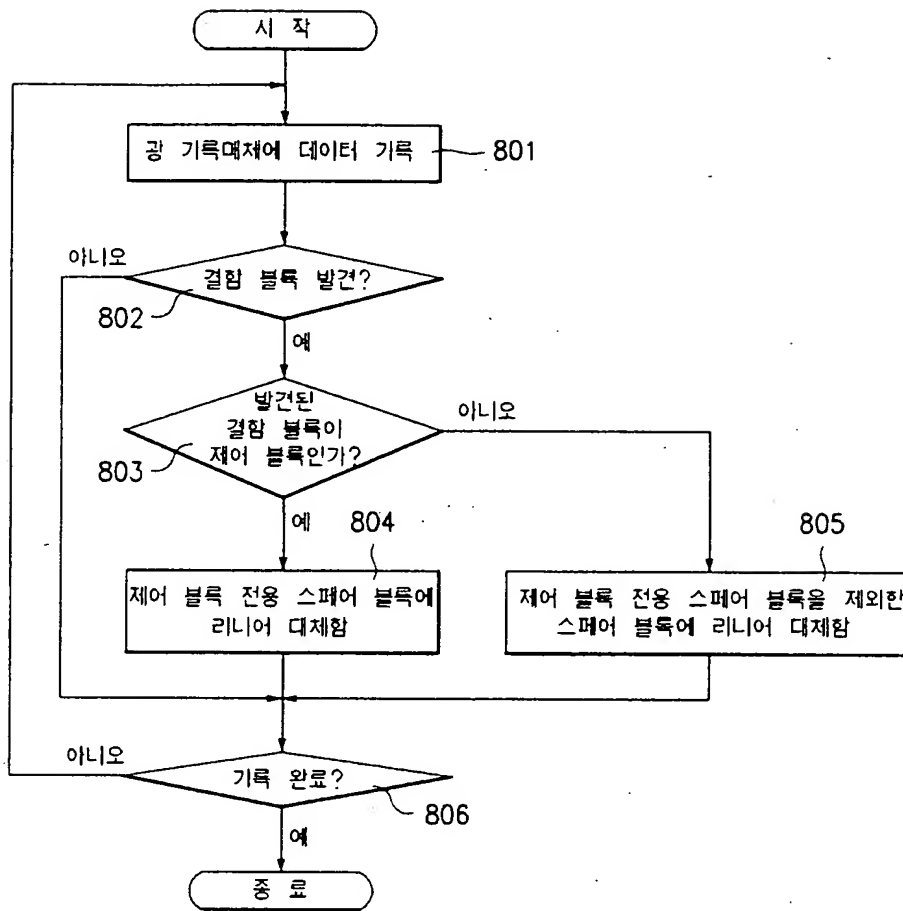 시 작
광 기록매체에 데이터 기록
801
아니오
결함 블록 발견?
802
예
발견된
결함 블록이
제어 블록인가?
803
아니오
예
804
제어 블록 전용 스페어 블록에
리니어 대체함
805
제어 블록 전용 스페어 블록을 제외한
스페어 블록에 리니어 대체함
아니오
기록 완료?
806
예
종 료